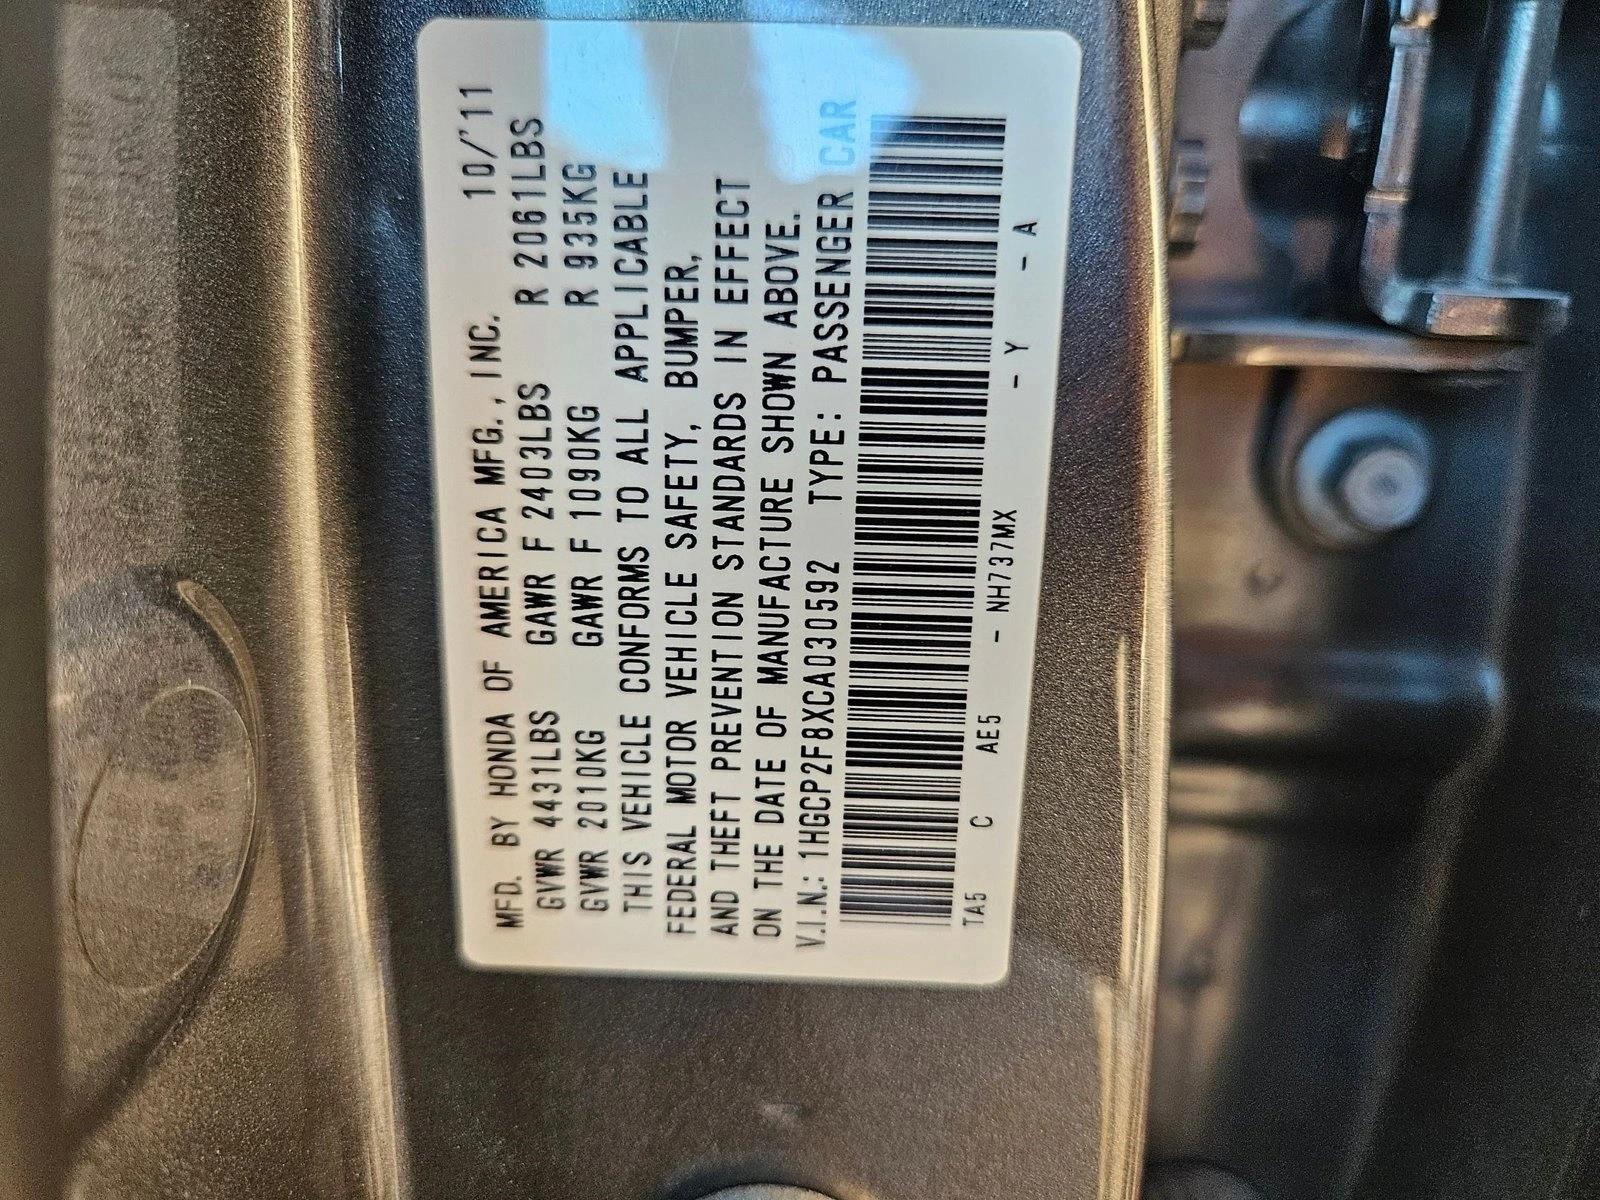 MFD. BY HONDA OF AMERICA MFG., INC. 10/'11
GVWR 4431LBS GAWR F 2403LBS R 2061LBS
GVWR 2010KG GAWR F 1090KG R 935KG
THIS VEHICLE CONFORMS TO ALL APPLICABLE
FEDERAL MOTOR VEHICLE SAFETY, BUMPER,
AND THEFT PREVENTION STANDARDS IN EFFECT
ON THE DATE OF MANUFACTURE SHOWN ABOVE.
V.I.N.: 1HGCP2F8XCA030592 TYPE: PASSENGER CAR
TA5 C AE5 - NH737MX - Y - A